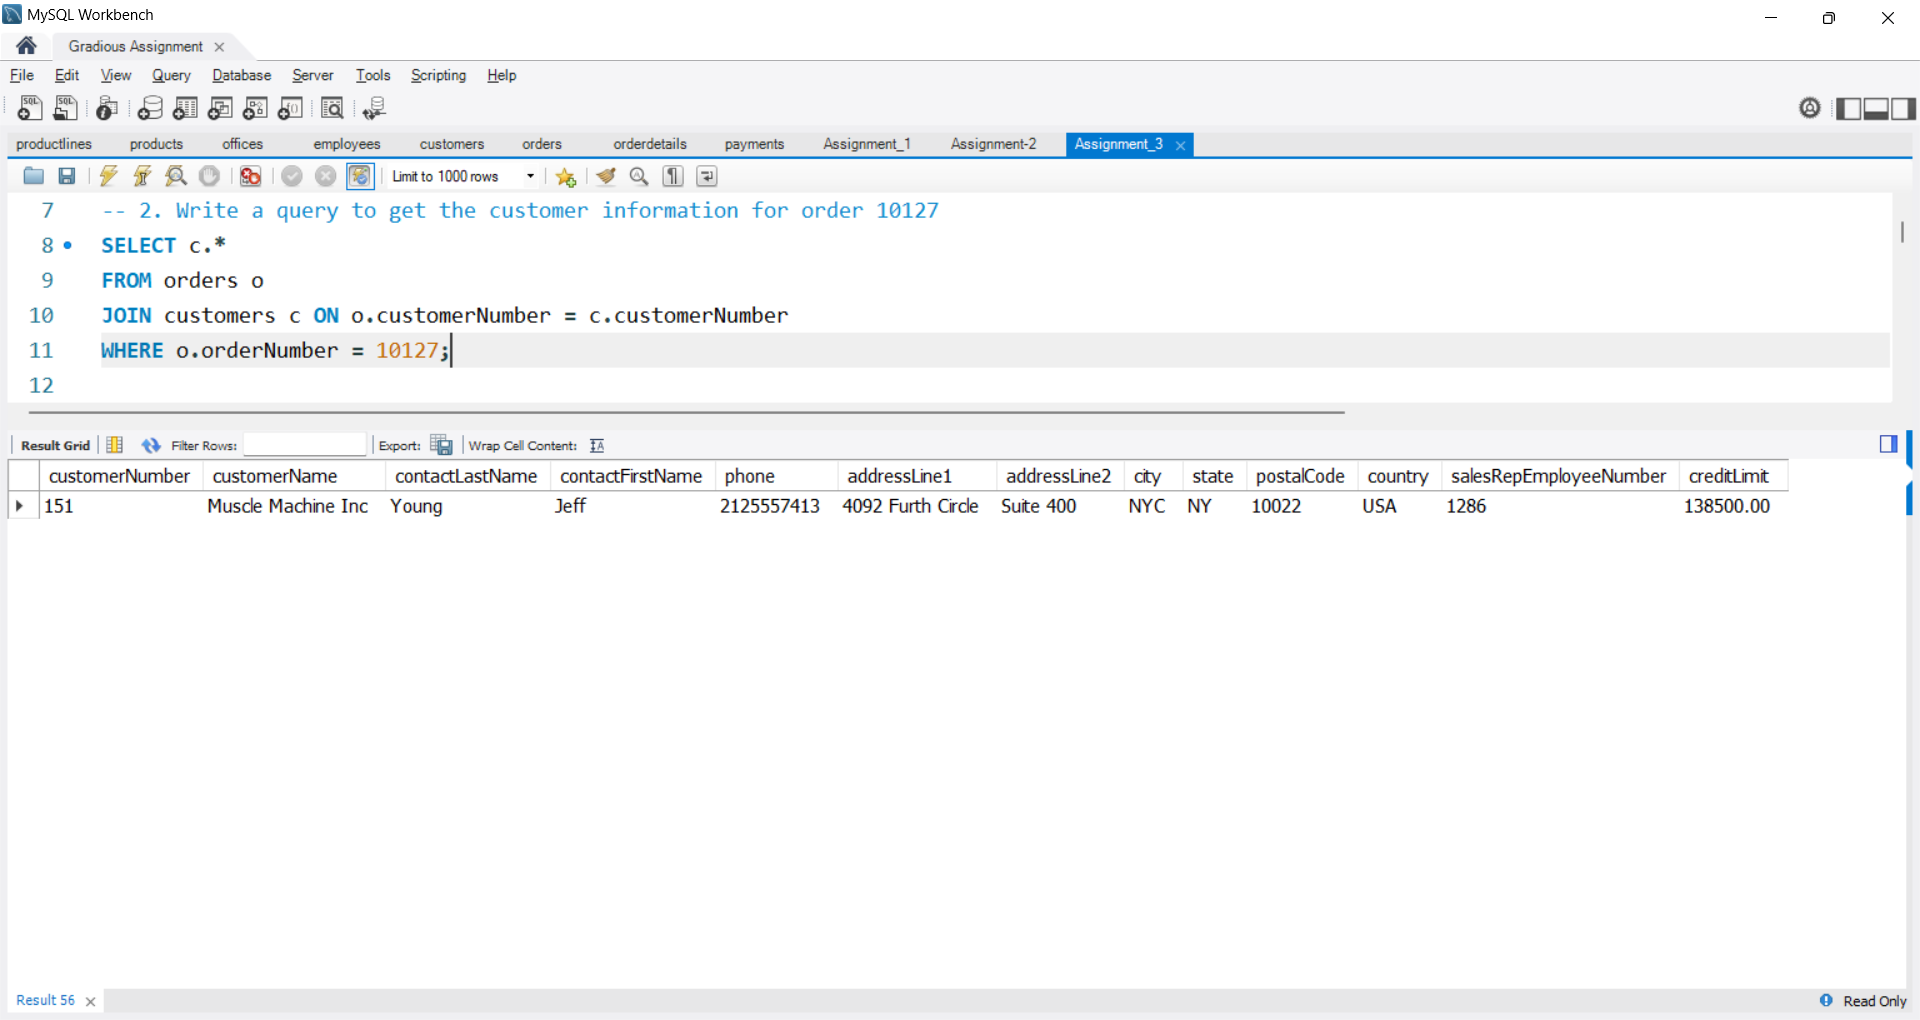 MySQL Workbench
Gradious Assignment
File Edit View Query Database Server Tools Scripting Help
productlines products offices employees customers orders orderdetails payments Assignment_1 Assignment-2 Assignment_3
Limit to 1000 rows
7 -- 2. Write a query to get the customer information for order 10127
8 SELECT c.*
9 FROM orders o
10 JOIN customers c ON o.customerNumber = c.customerNumber
11 WHERE o.orderNumber = 10127;
12
Result Grid Filter Rows: Export: Wrap Cell Content:
customerNumber customerName contactLastName contactFirstName phone addressLine1 addressLine2 city state postalCode country salesRepEmployeeNumber creditLimit
151 Muscle Machine Inc Young Jeff 2125557413 4092 Furth Circle Suite 400 NYC NY 10022 USA 1286 138500.00
Result 56 Read Only